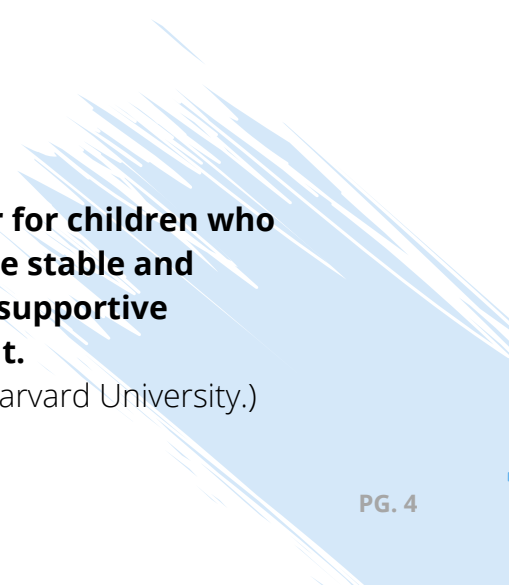 for children who
stable and
supportive
t.
arvard University.)
PG. 4